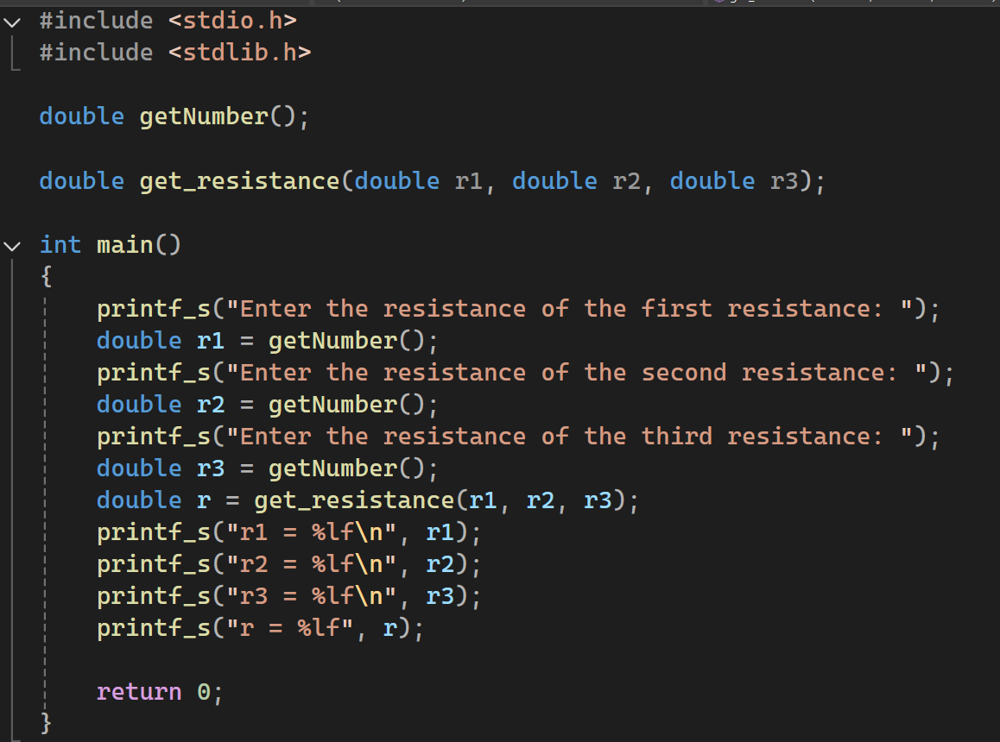 #include <stdio.h>
#include <stdlib.h>
double getNumber();
double get_resistance(double r1, double r2, double r3);
int main()
{
printf_s("Enter the resistance of the first resistance: ");
double r1 = getNumber();
printf_s("Enter the resistance of the second resistance: ");
double r2 = getNumber();
printf_s("Enter the resistance of the third resistance: ");
double r3 = getNumber();
double r = get_resistance(r1, r2, r3);
printf_s("r1 = %lf\n", r1);
printf_s("r2 = %lf\n", r2);
printf_s("r3 = %lf\n", r3);
printf_s("r = %lf", r);
return 0;
}